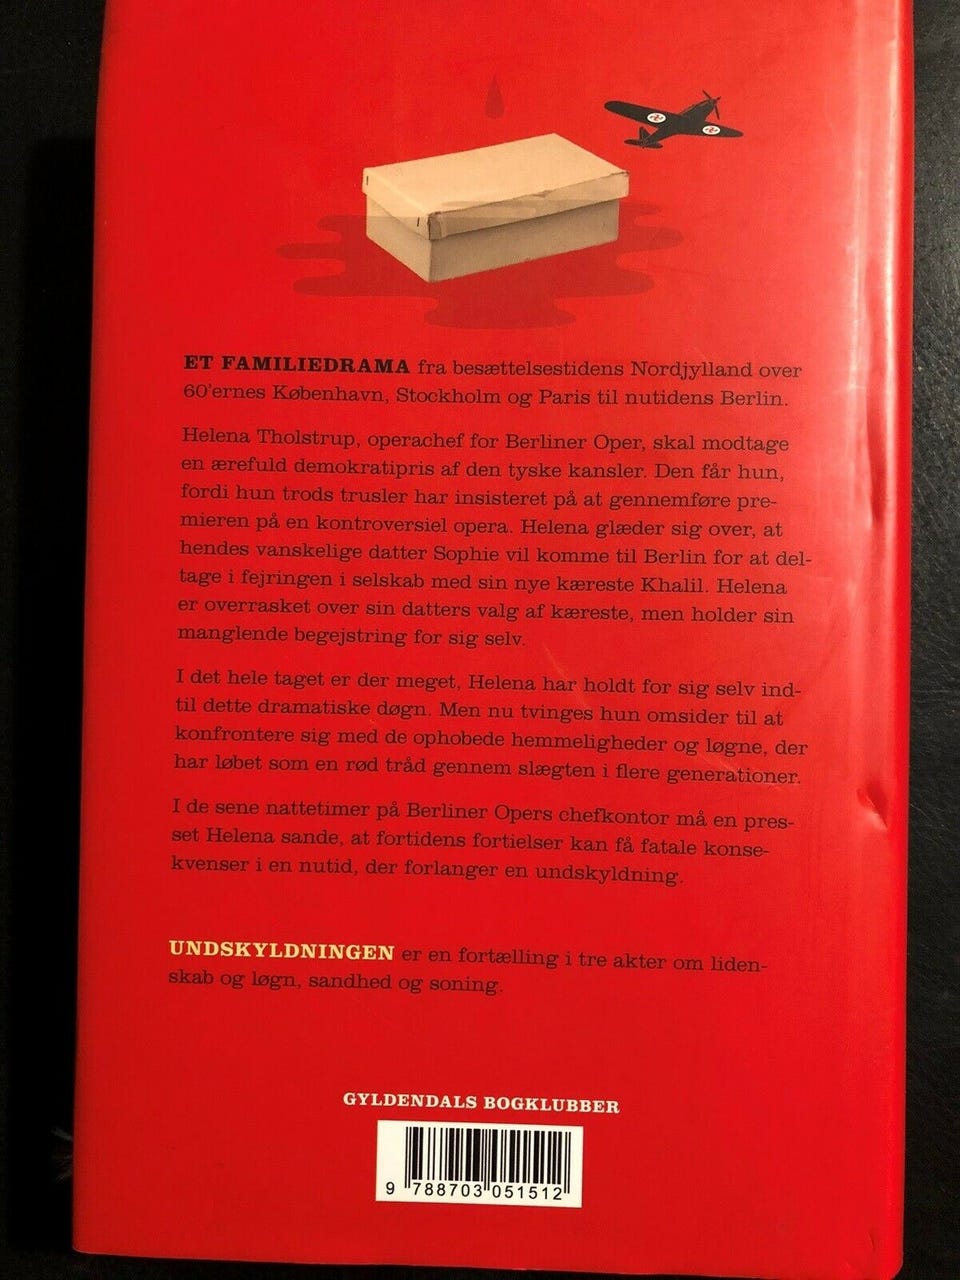 ET FAMILIEDRAMA fra besættelsestidens Nordjylland over
60'ernes København, Stockholm og Paris til nutidens Berlin.
Helena Tholstrup, operachef for Berliner Oper, skal modtage
en ærefuld demokratipris af den tyske kansler. Den får hun,
fordi hun trods trusler har insisteret på at gennemføre pre-
mieren på en kontroversiel opera. Helena glæder sig over, at
hendes vanskelige datter Sophie vil komme til Berlin for at del-
tage i fejringen i selskab med sin nye kæreste Khalil. Helena
er overrasket over sin datters valg af kæreste, men holder sin
manglende begejstring for sig selv.
I det hele taget er der meget, Helena har holdt for sig selv ind-
til dette dramatiske døgn. Men nu tvinges hun omsider til at
konfrontere sig med de ophobede hemmeligheder og løgne, der
har løbet som en rød tråd gennem slægten i flere generationer.
I de sene nattetimer på Berliner Opers chefkontor må en pres-
set Helena sande, at fortidens fortielser kan få fatale konse-
kvenser i en nutid, der forlanger en undskyldning.
UNDSKYLDNINGEN er en fortælling i tre akter om liden-
skab og løgn, sandhed og soning.
GYLDENDALS BOGKLUBBER
9 788703 051512